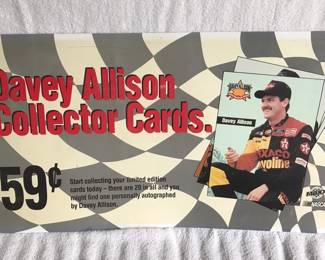 Davey Allison
Collector Cards.
59¢
Start collecting your limited edition
cards today – there are 20 in all and you
might find one personally autographed
by Davey Allison.
Davey Allison
TEXACO
Havoline